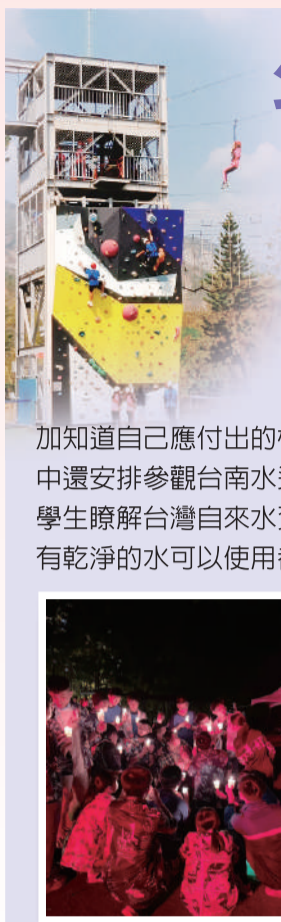 加知道自己應付出的
中還安排參觀台南水
學生瞭解台灣自來水
有乾淨的水可以使用